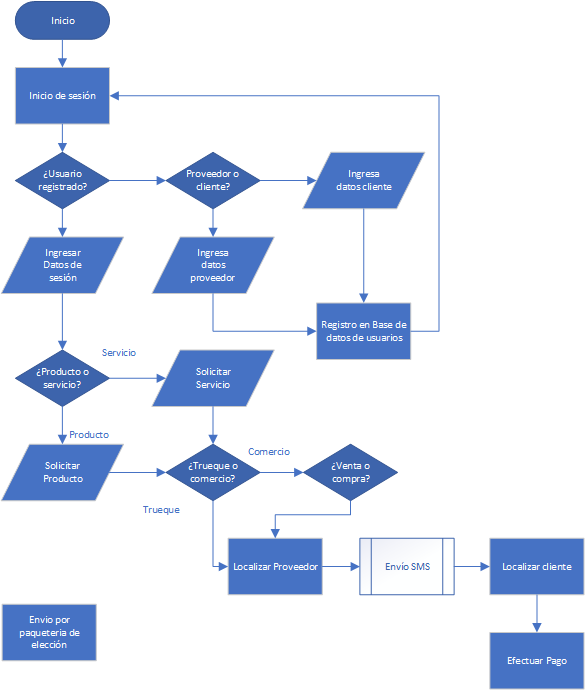 Inicio
Inicio de sesión
¿Usuario
registrado?
Proveedor o
cliente?
Ingresa
datos cliente
Ingresar
Datos de
sesión
Ingresa
datos
proveedor
Registro en Base de
datos de usuarios
Servicio
¿Producto o
servicio?
Solicitar
Servicio
Producto
Solicitar
Producto
¿Trueque o
comercio?
Comercio
¿Venta o
compra?
Trueque
Localizar Proveedor
Envío SMS
Localizar cliente
Envio por
paqueteria de
elección
Efectuar Pago